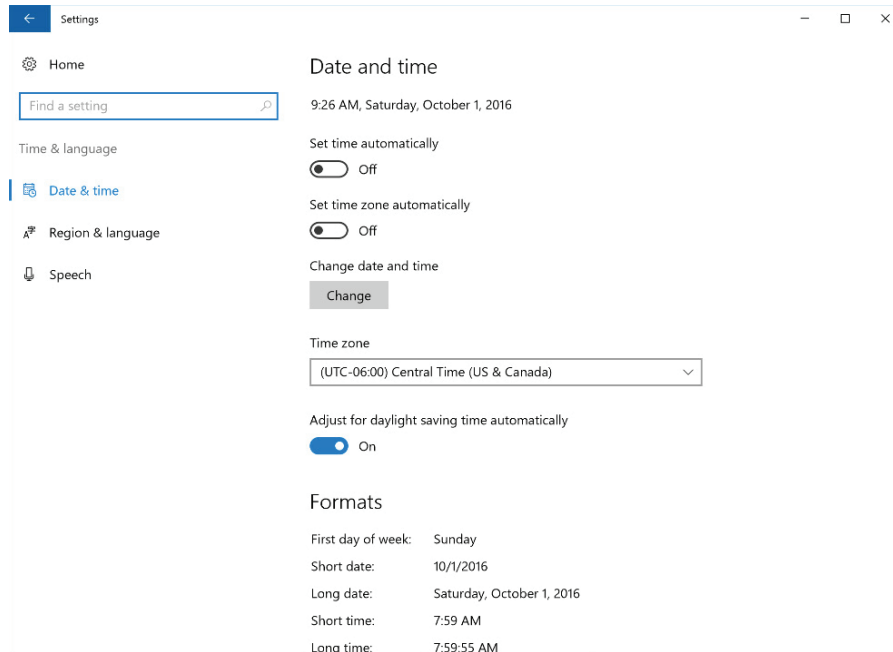 Settings
Home
Find a setting
Time & language
Date & time
Region & language
Speech
Date and time
9:26 AM, Saturday, October 1, 2016
Set time automatically
Off
Set time zone automatically
Off
Change date and time
Change
Time zone
(UTC-06:00) Central Time (US & Canada)
Adjust for daylight saving time automatically
On
Formats
First day of week: Sunday
Short date: 10/1/2016
Long date: Saturday, October 1, 2016
Short time: 7:59 AM
Long time: 7:59:55 AM